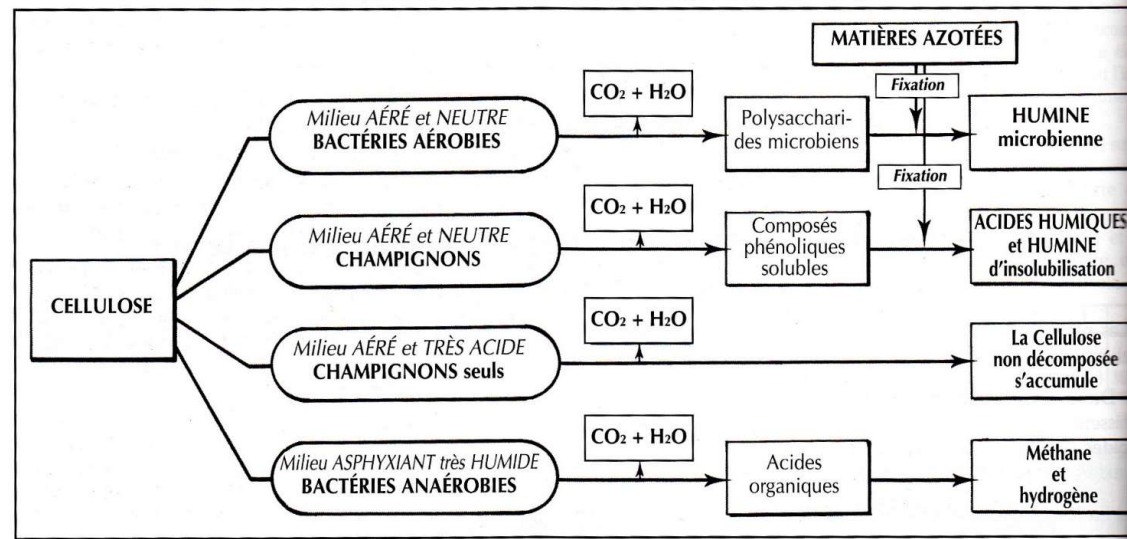 MATIÈRES AZOTÉES
Fixation
CO₂ + H₂O
Milieu AÉRÉ et NEUTRE
BACTÉRIES AÉROBIES
Polysacchari-
des microbiens
HUMINE
microbienne
Fixation
CO₂ + H₂O
Milieu AÉRÉ et NEUTRE
CHAMPIGNONS
Composés
phénoliques
solubles
ACIDES HUMIQUES
et HUMINE
d'insolubilisation
CELLULOSE
CO₂ + H₂O
Milieu AÉRÉ et TRÈS ACIDE
CHAMPIGNONS seuls
La Cellulose
non décomposée
s'accumule
CO₂ + H₂O
Milieu ASPHYXIANT très HUMIDE
BACTÉRIES ANAÉROBIES
Acides
organiques
Méthane
et
hydrogène